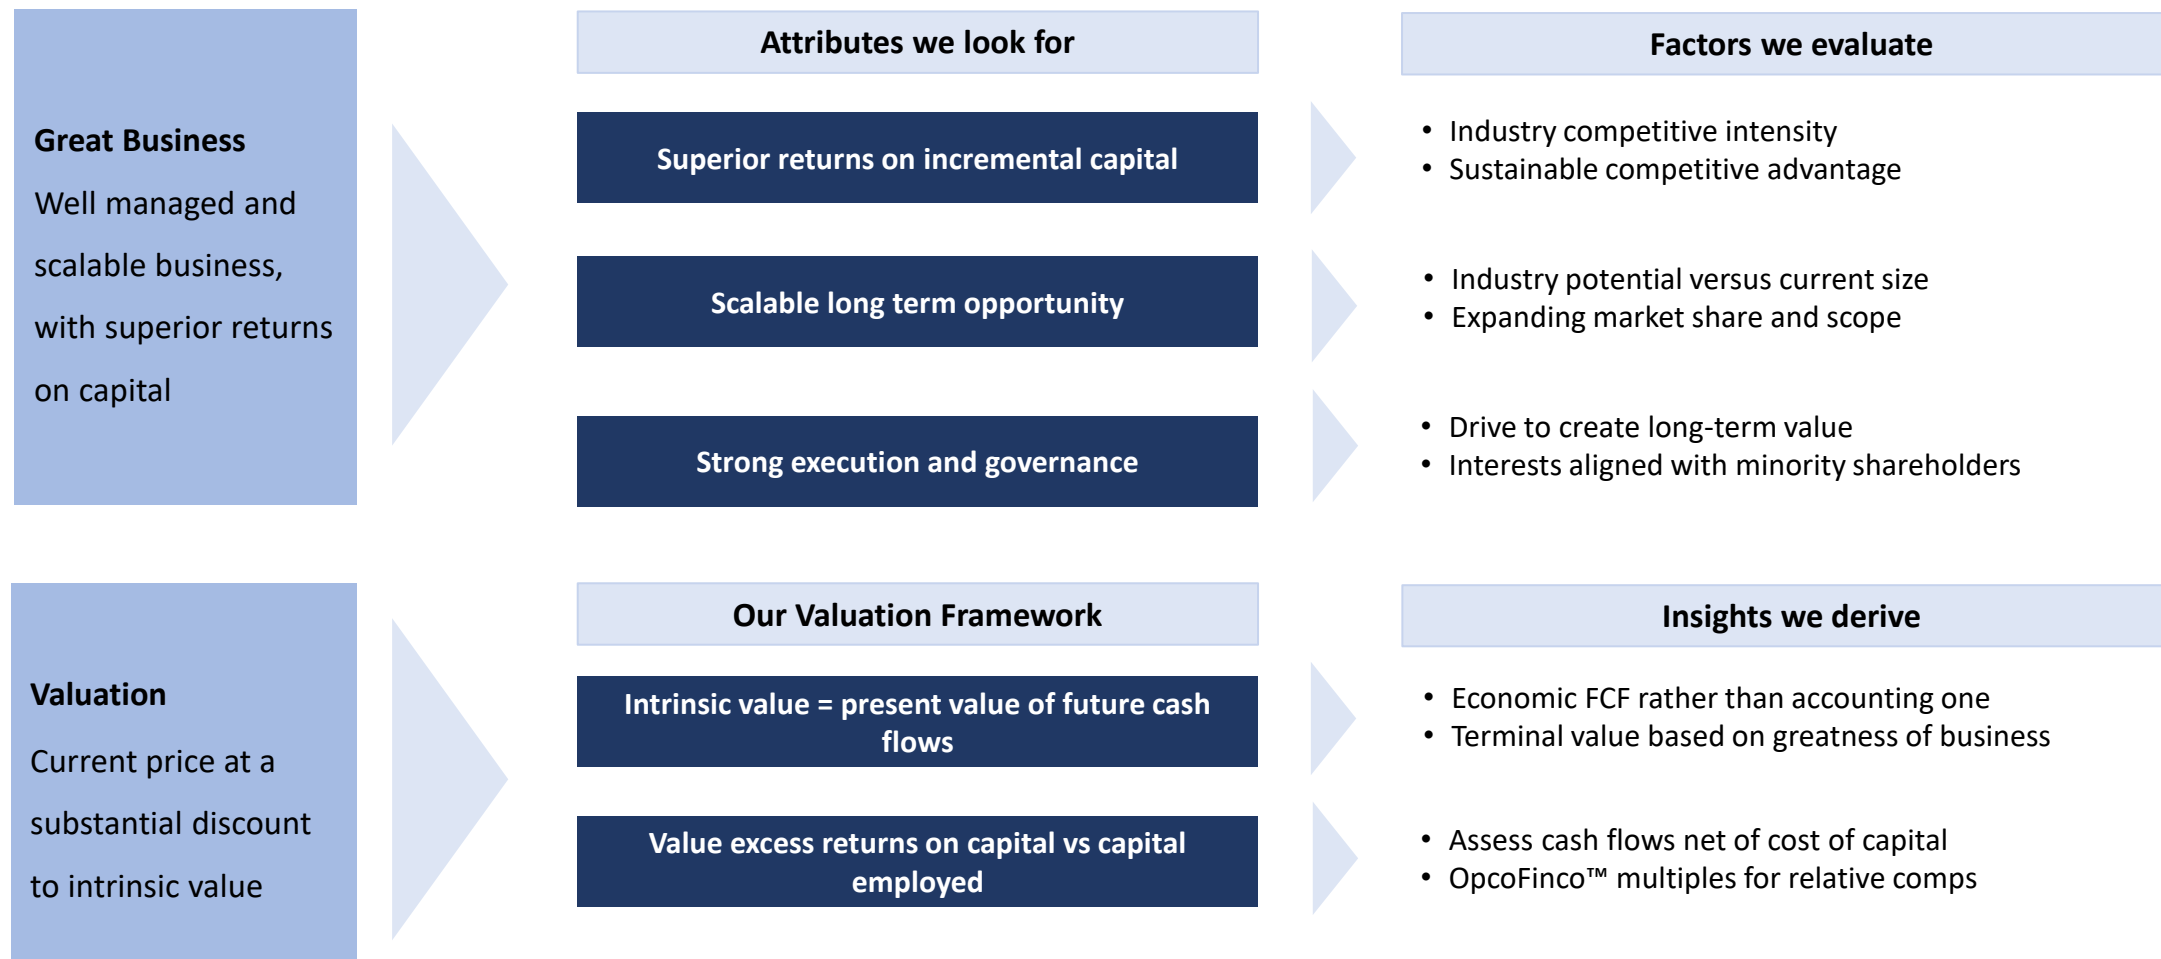 Great Business
Well managed and
scalable business,
with superior returns
on capital
Attributes we look for
Factors we evaluate
Superior returns on incremental capital
• Industry competitive intensity
• Sustainable competitive advantage
Scalable long term opportunity
• Industry potential versus current size
• Expanding market share and scope
Strong execution and governance
• Drive to create long-term value
• Interests aligned with minority shareholders
Valuation
Current price at a
substantial discount
to intrinsic value
Our Valuation Framework
Insights we derive
Intrinsic value = present value of future cash
flows
• Economic FCF rather than accounting one
• Terminal value based on greatness of business
Value excess returns on capital vs capital
employed
• Assess cash flows net of cost of capital
• OpcoFinco™ multiples for relative comps